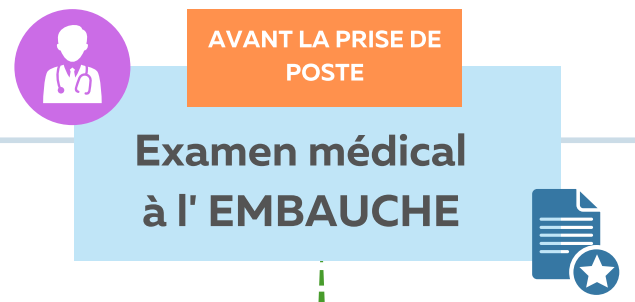 AVANT LA PRISE DE
POSTE
Examen médical
à l' EMBAUCHE